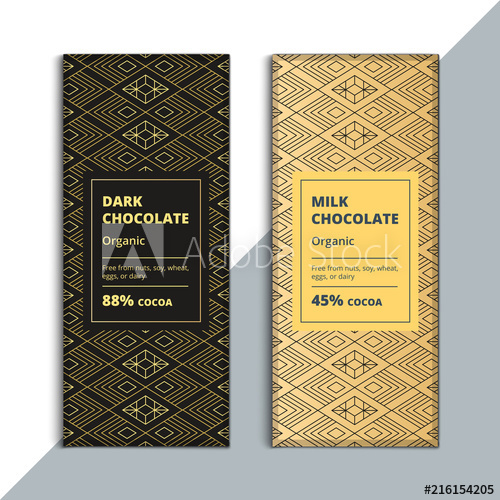 DARK
CHOCOLATE
Organic
Free from nuts, soy, wheat,
eggs, or dairy
88% COCOA
MILK
CHOCOLATE
Organic
Free from nuts, soy, wheat,
eggs, or dairy
45% COCOA
Adobe Stock
#216154205